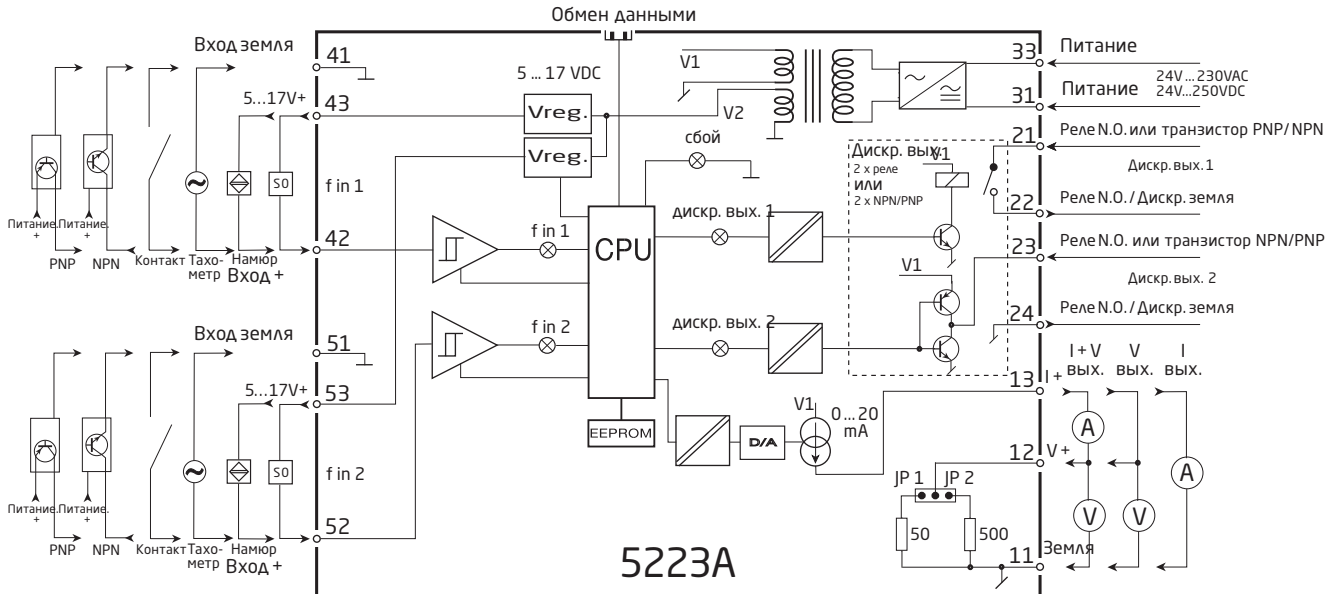 Обмен данными
Вход земля
41
5...17V+
43
f in 1
42
Питание. +
Питание. +
PNP
NPN
Контакт
Тахо-
метр
Намюр
Вход +
S0
5 ... 17 VDC
Vreg.
Vreg.
V1
V2
сбой
33
Питание
24V...230VAC
24V...250VDC
31
Питание
21
Реле N.O. или транзистор PNP/NPN
Дискр. вых. 1
22
Реле N.O. / Дискр. земля
23
Реле N.O. или транзистор NPN/PNP
Дискр. вых. 2
24
Реле N.O. / Дискр. земля
Дискр. вых.
V1
2 x реле
или
2 x NPN/PNP
V1
f in 1
CPU
дискр. вых. 1
f in 2
дискр. вых. 2
EEPROM
D/A
V1
0 ... 20
mA
Вход земля
51
5...17V+
53
f in 2
52
S0
Питание. +
Питание. +
PNP
NPN
Контакт
Тахо-
метр
Намюр
Вход +
I + V
вых.
V
вых.
I
вых.
13
I +
A
12
V +
A
V
V
JP 1
JP 2
50
500
11
Земля
5223A